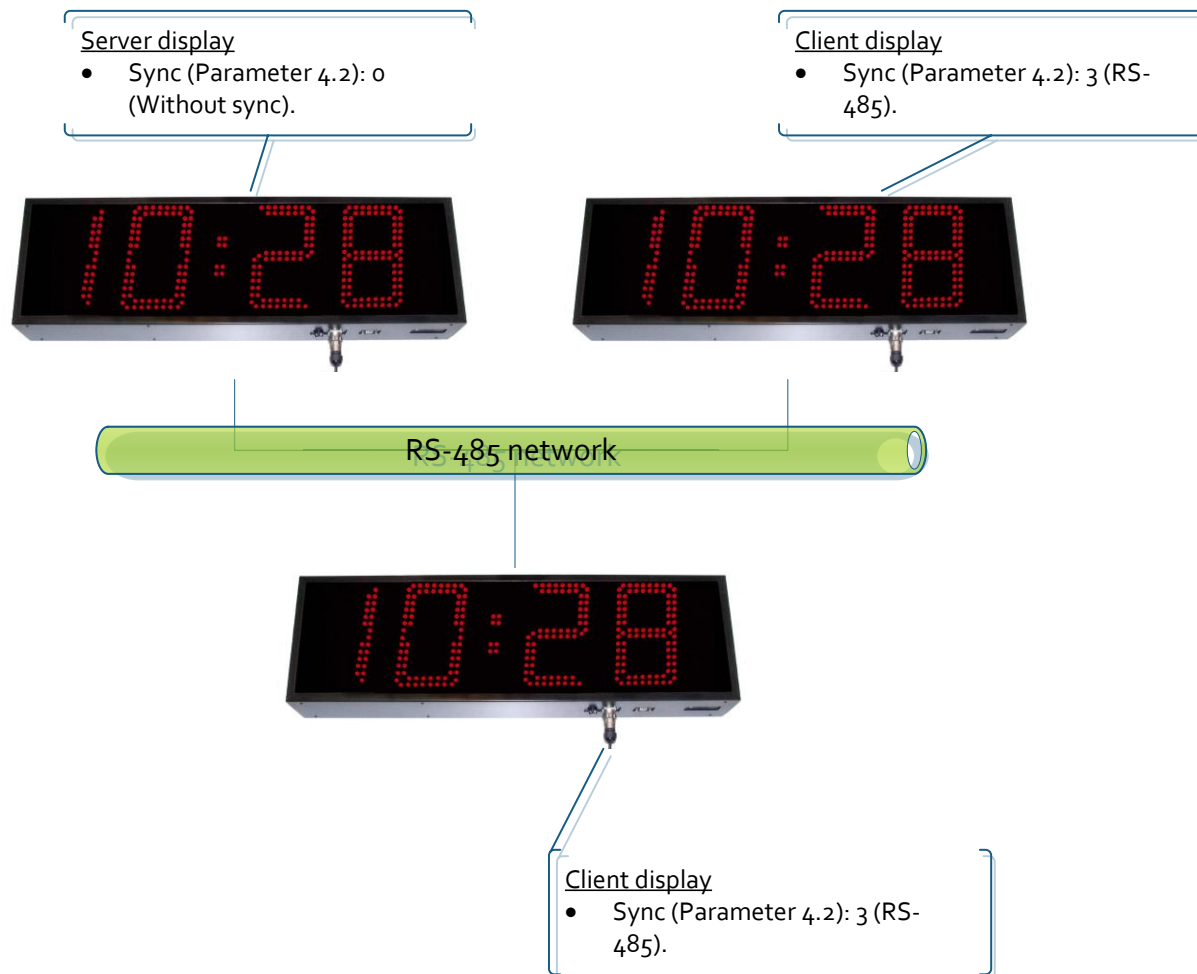 Server display
• Sync (Parameter 4.2): 0
(Without sync).
Client display
• Sync (Parameter 4.2): 3 (RS-
485).
10:28
10:28
RS-485 network
10:28
Client display
• Sync (Parameter 4.2): 3 (RS-
485).